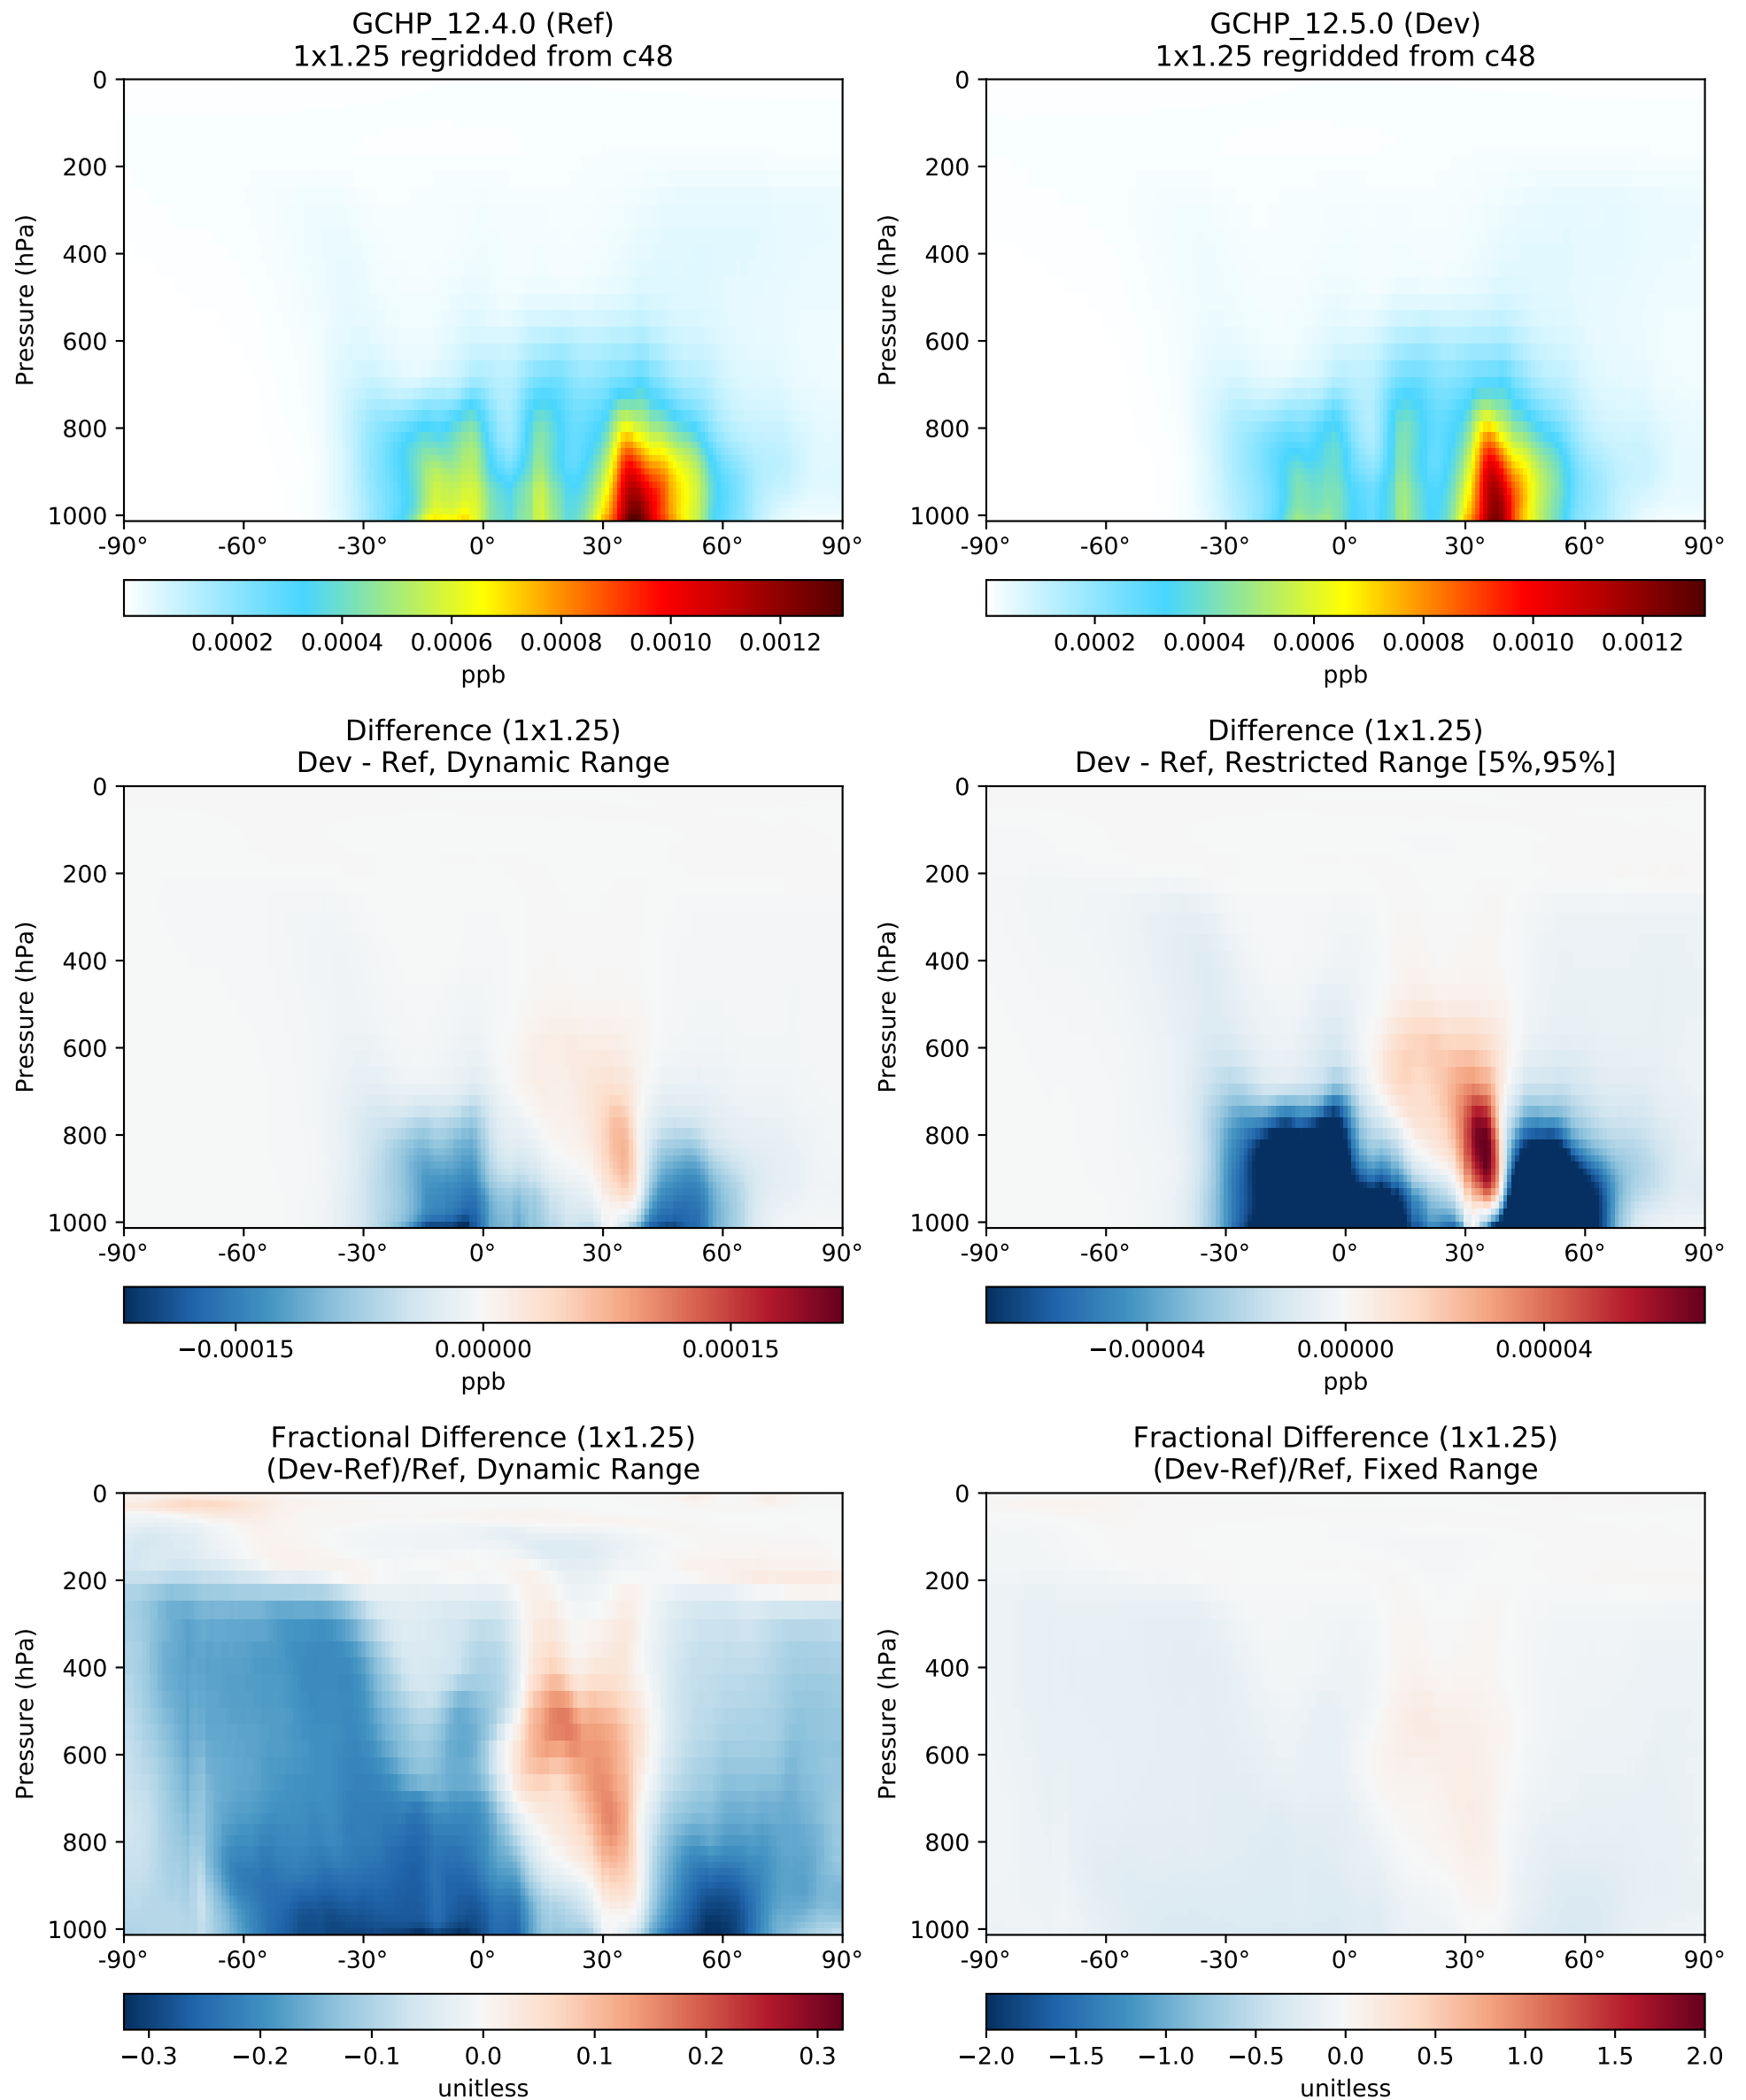 GCHP_12.4.0 (Ref)
1x1.25 regridded from c48
0
200
400
600
800
1000
Pressure (hPa)
-90° -60° -30° 0° 30° 60° 90°
0.0002 0.0004 0.0006 0.0008 0.0010 0.0012
ppb
GCHP_12.5.0 (Dev)
1x1.25 regridded from c48
0
200
400
600
800
1000
Pressure (hPa)
-90° -60° -30° 0° 30° 60° 90°
0.0002 0.0004 0.0006 0.0008 0.0010 0.0012
ppb
Difference (1x1.25)
Dev - Ref, Dynamic Range
0
200
400
600
800
1000
Pressure (hPa)
-90° -60° -30° 0° 30° 60° 90°
−0.00015 0.00000 0.00015
ppb
Difference (1x1.25)
Dev - Ref, Restricted Range [5%,95%]
0
200
400
600
800
1000
Pressure (hPa)
-90° -60° -30° 0° 30° 60° 90°
−0.00004 0.00000 0.00004
ppb
Fractional Difference (1x1.25)
(Dev-Ref)/Ref, Dynamic Range
0
200
400
600
800
1000
Pressure (hPa)
-90° -60° -30° 0° 30° 60° 90°
−0.3 −0.2 −0.1 0.0 0.1 0.2 0.3
unitless
Fractional Difference (1x1.25)
(Dev-Ref)/Ref, Fixed Range
0
200
400
600
800
1000
Pressure (hPa)
-90° -60° -30° 0° 30° 60° 90°
−2.0 −1.5 −1.0 −0.5 0.0 0.5 1.0 1.5 2.0
unitless